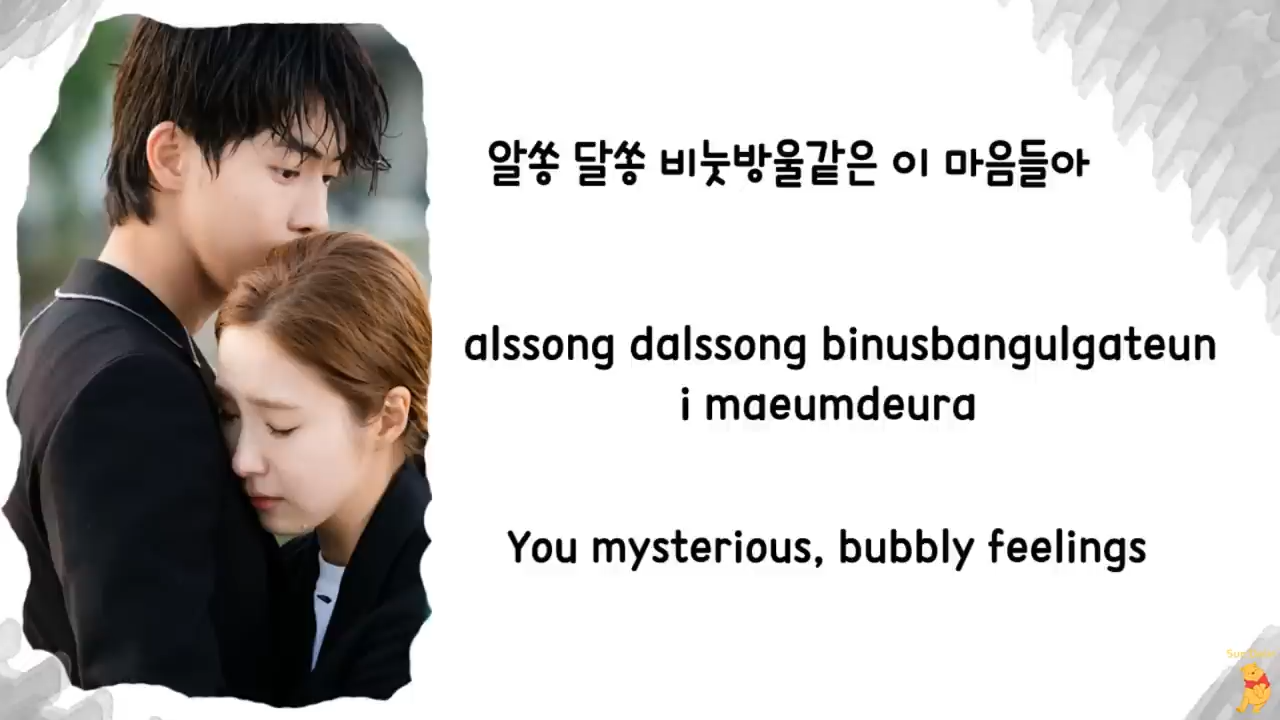 알쏭 달쏭 비눗방울같은 이 마음들아
alssong dalssong binusbangulgateun
i maeumdeura
You mysterious, bubbly feelings